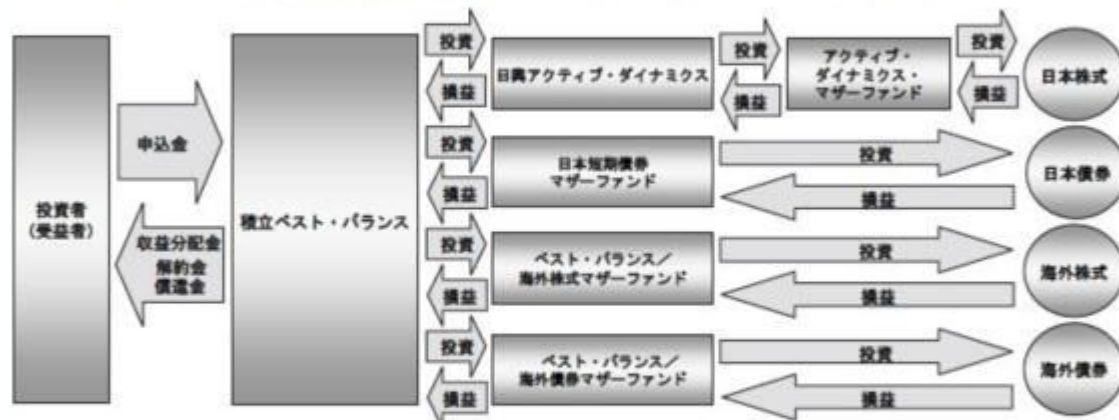 投資者
(受益者)
申込金
収益分配金
解約金
償還金
積立ベスト・バランス
投資
損益
日興アクティブ・ダイナミクス
投資
損益
アクティブ・
ダイナミクス・
マザーファンド
投資
損益
日本株式
投資
損益
日本短期債券
マザーファンド
投資
損益
日本債券
投資
損益
ベスト・バランス/
海外株式マザーファンド
投資
損益
海外株式
投資
損益
ベスト・バランス/
海外債券マザーファンド
投資
損益
海外債券